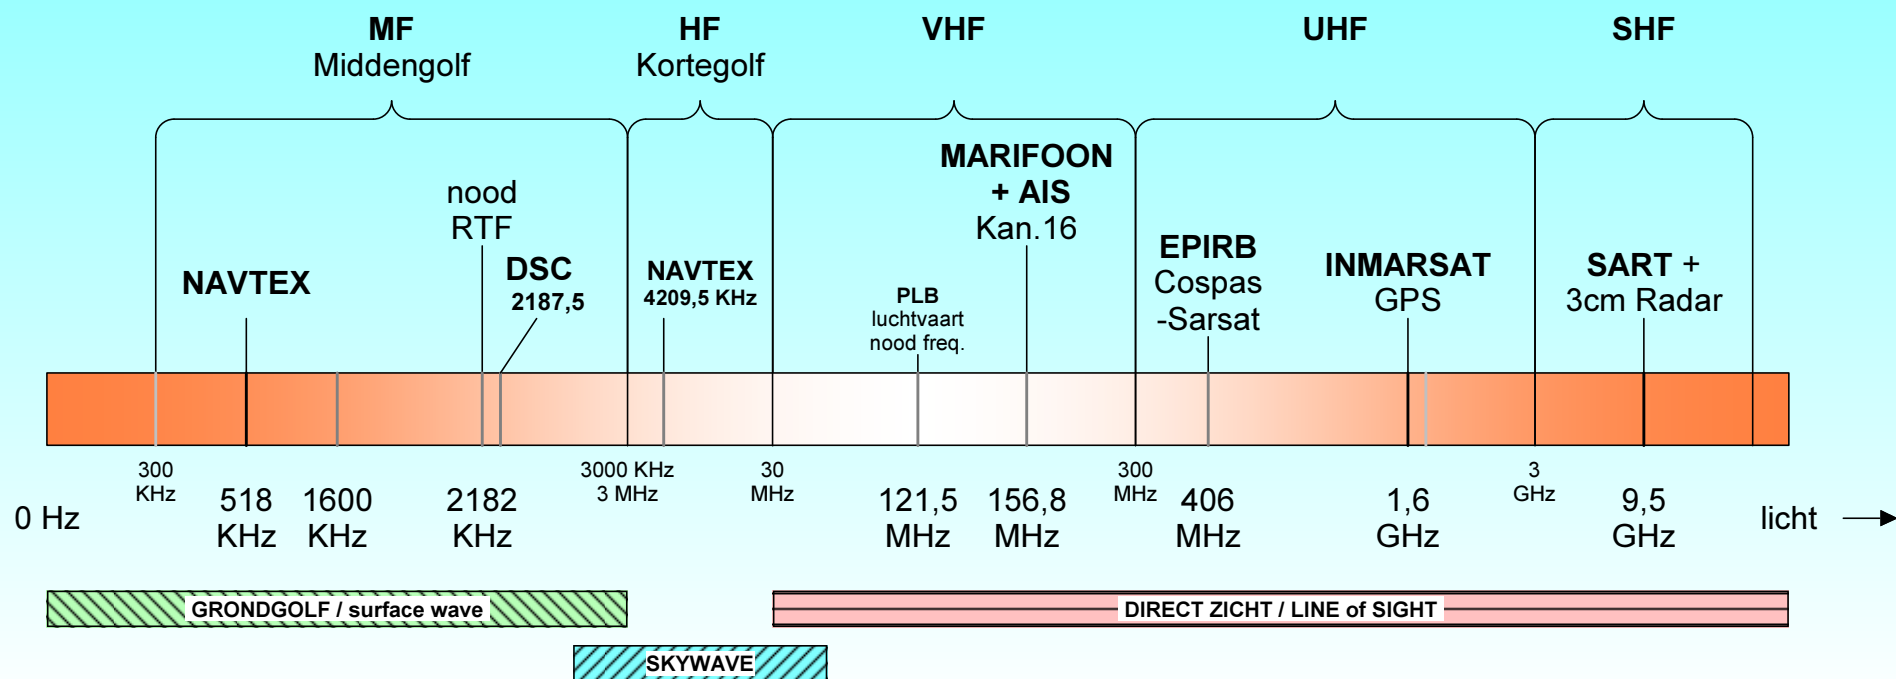 MF
Middengolf
HF
Kortegolf
VHF
UHF
SHF
NAVTEX
nood
RTF
DSC
2187,5
NAVTEX
4209,5 KHz
PLB
luchtvaart
nood freq.
MARIFOON
+ AIS
Kan.16
EPIRB
Cospas
-Sarsat
INMARSAT
GPS
SART +
3cm Radar
0 Hz
300
KHz
518
KHz
1600
KHz
2182
KHz
3000 KHz
3 MHz
30
MHz
121,5
MHz
156,8
MHz
300
MHz
406
MHz
1,6
GHz
3
GHz
9,5
GHz
licht
GRONDGOLF / surface wave
DIRECT ZICHT / LINE of SIGHT
SKYWAVE